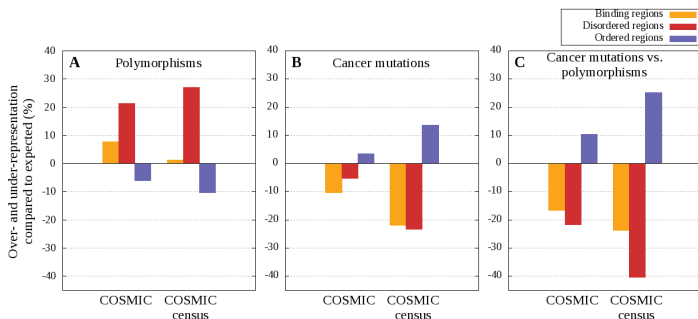 Binding regions
Disordered regions
Ordered regions
Over- and under-representation
compared to expected (%)
A
Polymorphisms
40
30
20
10
0
-10
-20
-30
-40
COSMIC
COSMIC
census
B
Cancer mutations
40
30
20
10
0
-10
-20
-30
-40
COSMIC
COSMIC
census
C
Cancer mutations vs.
polymorphisms
40
30
20
10
0
-10
-20
-30
-40
COSMIC
COSMIC
census